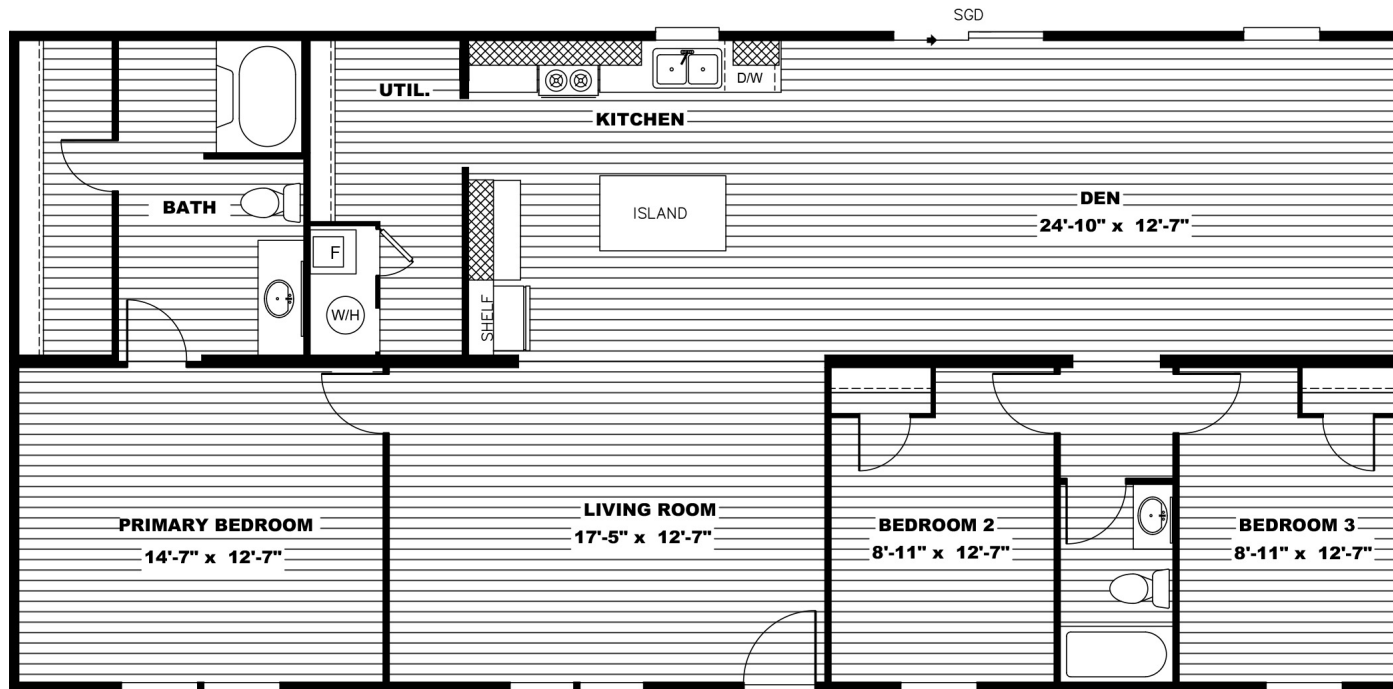 SGD
UTIL.
D/W
KITCHEN
BATH
ISLAND
DEN
24'-10" x 12'-7"
F
W/H
SHELF
PRIMARY BEDROOM
14'-7" x 12'-7"
LIVING ROOM
17'-5" x 12'-7"
BEDROOM 2
8'-11" x 12'-7"
BEDROOM 3
8'-11" x 12'-7"